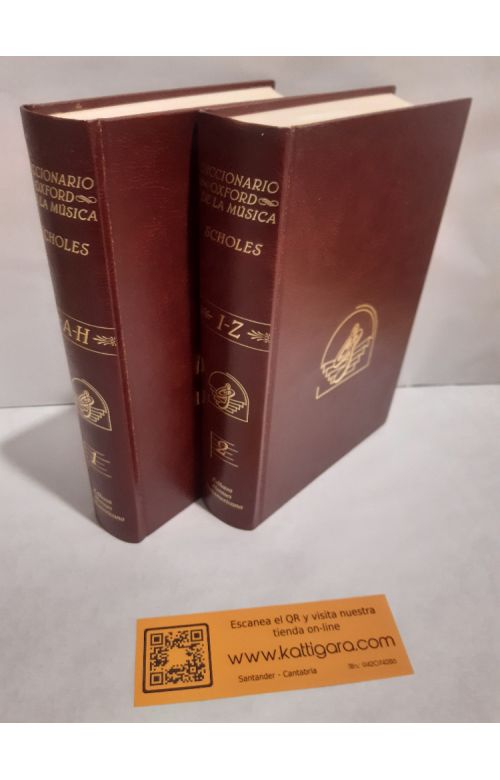 DICCIONARIO
OXFORD
DE LA MÚSICA
SCHOLES
A-H
1
DICCIONARIO
OXFORD
DE LA MÚSICA
SCHOLES
I-Z
2
Escanea el QR y visita nuestra
tienda on-line
www.kattigara.com
Santander - Cantabria